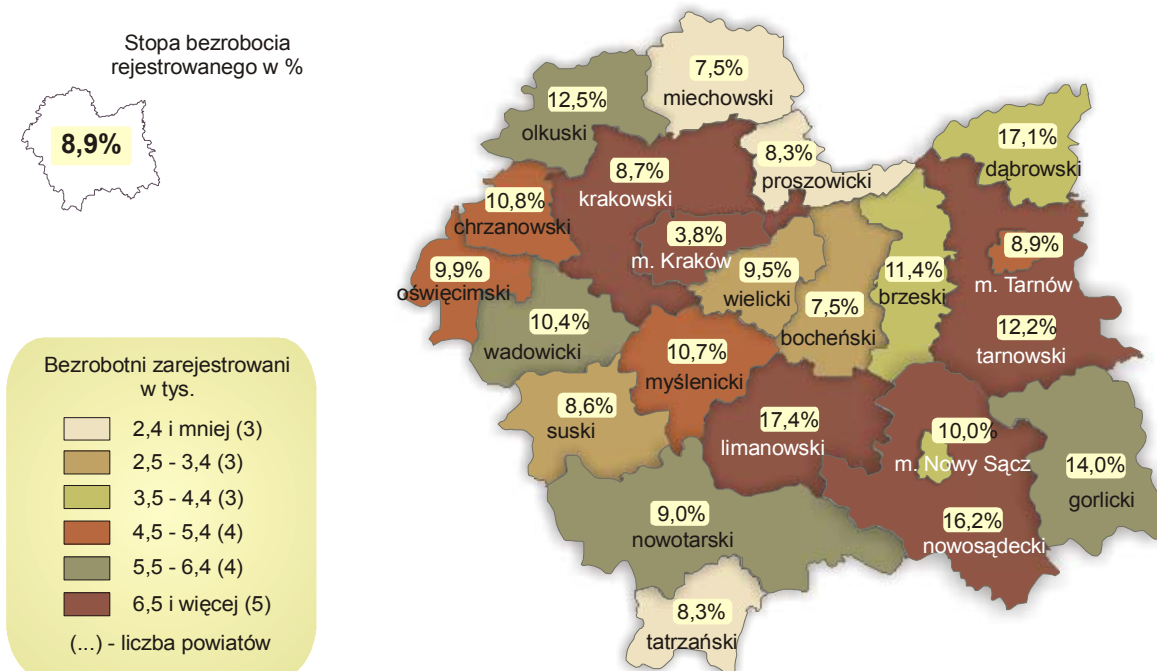 Stopa bezrobocia
rejestrowanego w %
8,9%
7,5%
miechowski
12,5%
olkuski
17,1%
dąbrowski
8,3%
proszowicki
8,7%
krakowski
10,8%
chrzanowski
3,8%
m. Kraków
8,9%
m. Tarnów
9,9%
oświęcimski
9,5%
wielicki
11,4%
brzeski
7,5%
bocheński
10,4%
wadowicki
12,2%
tarnowski
10,7%
myślenicki
8,6%
suski
17,4%
limanowski
10,0%
m. Nowy Sącz
14,0%
gorlicki
9,0%
nowotarski
16,2%
nowosądecki
8,3%
tatrzański
Bezrobotni zarejestrowani
w tys.
2,4 i mniej (3)
2,5 - 3,4 (3)
3,5 - 4,4 (3)
4,5 - 5,4 (4)
5,5 - 6,4 (4)
6,5 i więcej (5)
(...) - liczba powiatów